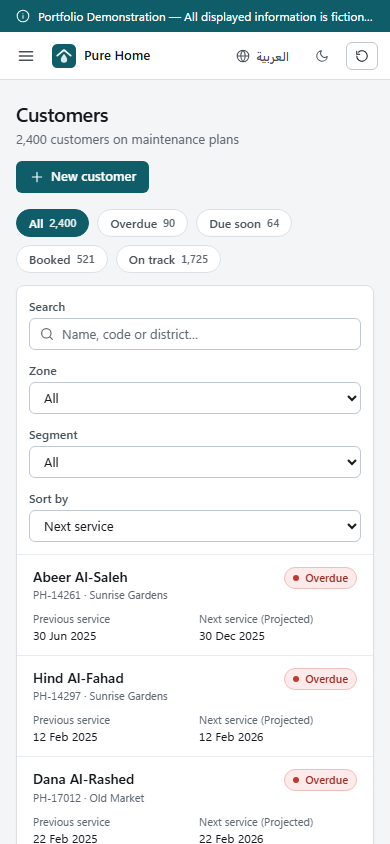 Portfolio Demonstration — All displayed information is fiction...
Pure Home
العربية
Customers
2,400 customers on maintenance plans
New customer
All 2,400
Overdue 90
Due soon 64
Booked 521
On track 1,725
Search
Name, code or district...
Zone
All
Segment
All
Sort by
Next service
Abeer Al-Saleh
Overdue
PH-14261 · Sunrise Gardens
Previous service
Next service (Projected)
30 Jun 2025
30 Dec 2025
Hind Al-Fahad
Overdue
PH-14297 · Sunrise Gardens
Previous service
Next service (Projected)
12 Feb 2025
12 Feb 2026
Dana Al-Rashed
Overdue
PH-17012 · Old Market
Previous service
Next service (Projected)
22 Feb 2025
22 Feb 2026